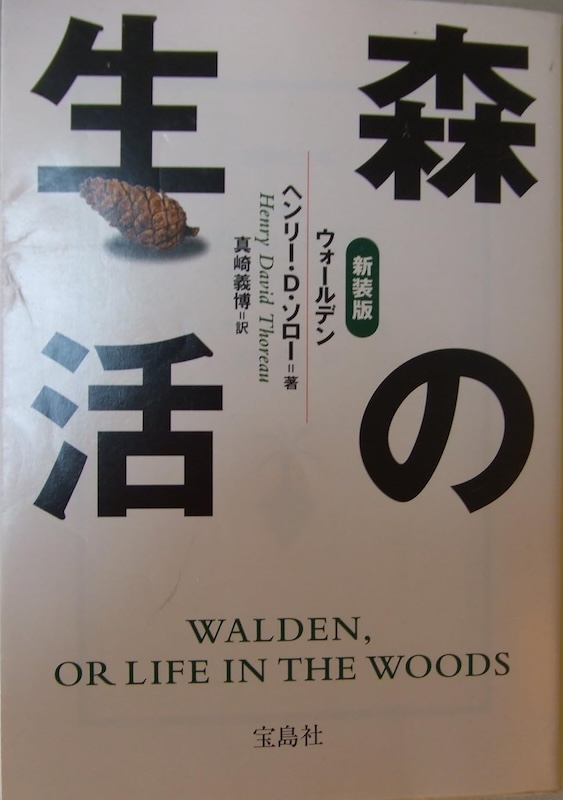 森の
生活
新装版
ウォールデン
ヘンリー・D・ソロー＝著
Henry David Thoreau
真崎義博＝訳
WALDEN,
OR LIFE IN THE WOODS
宝島社